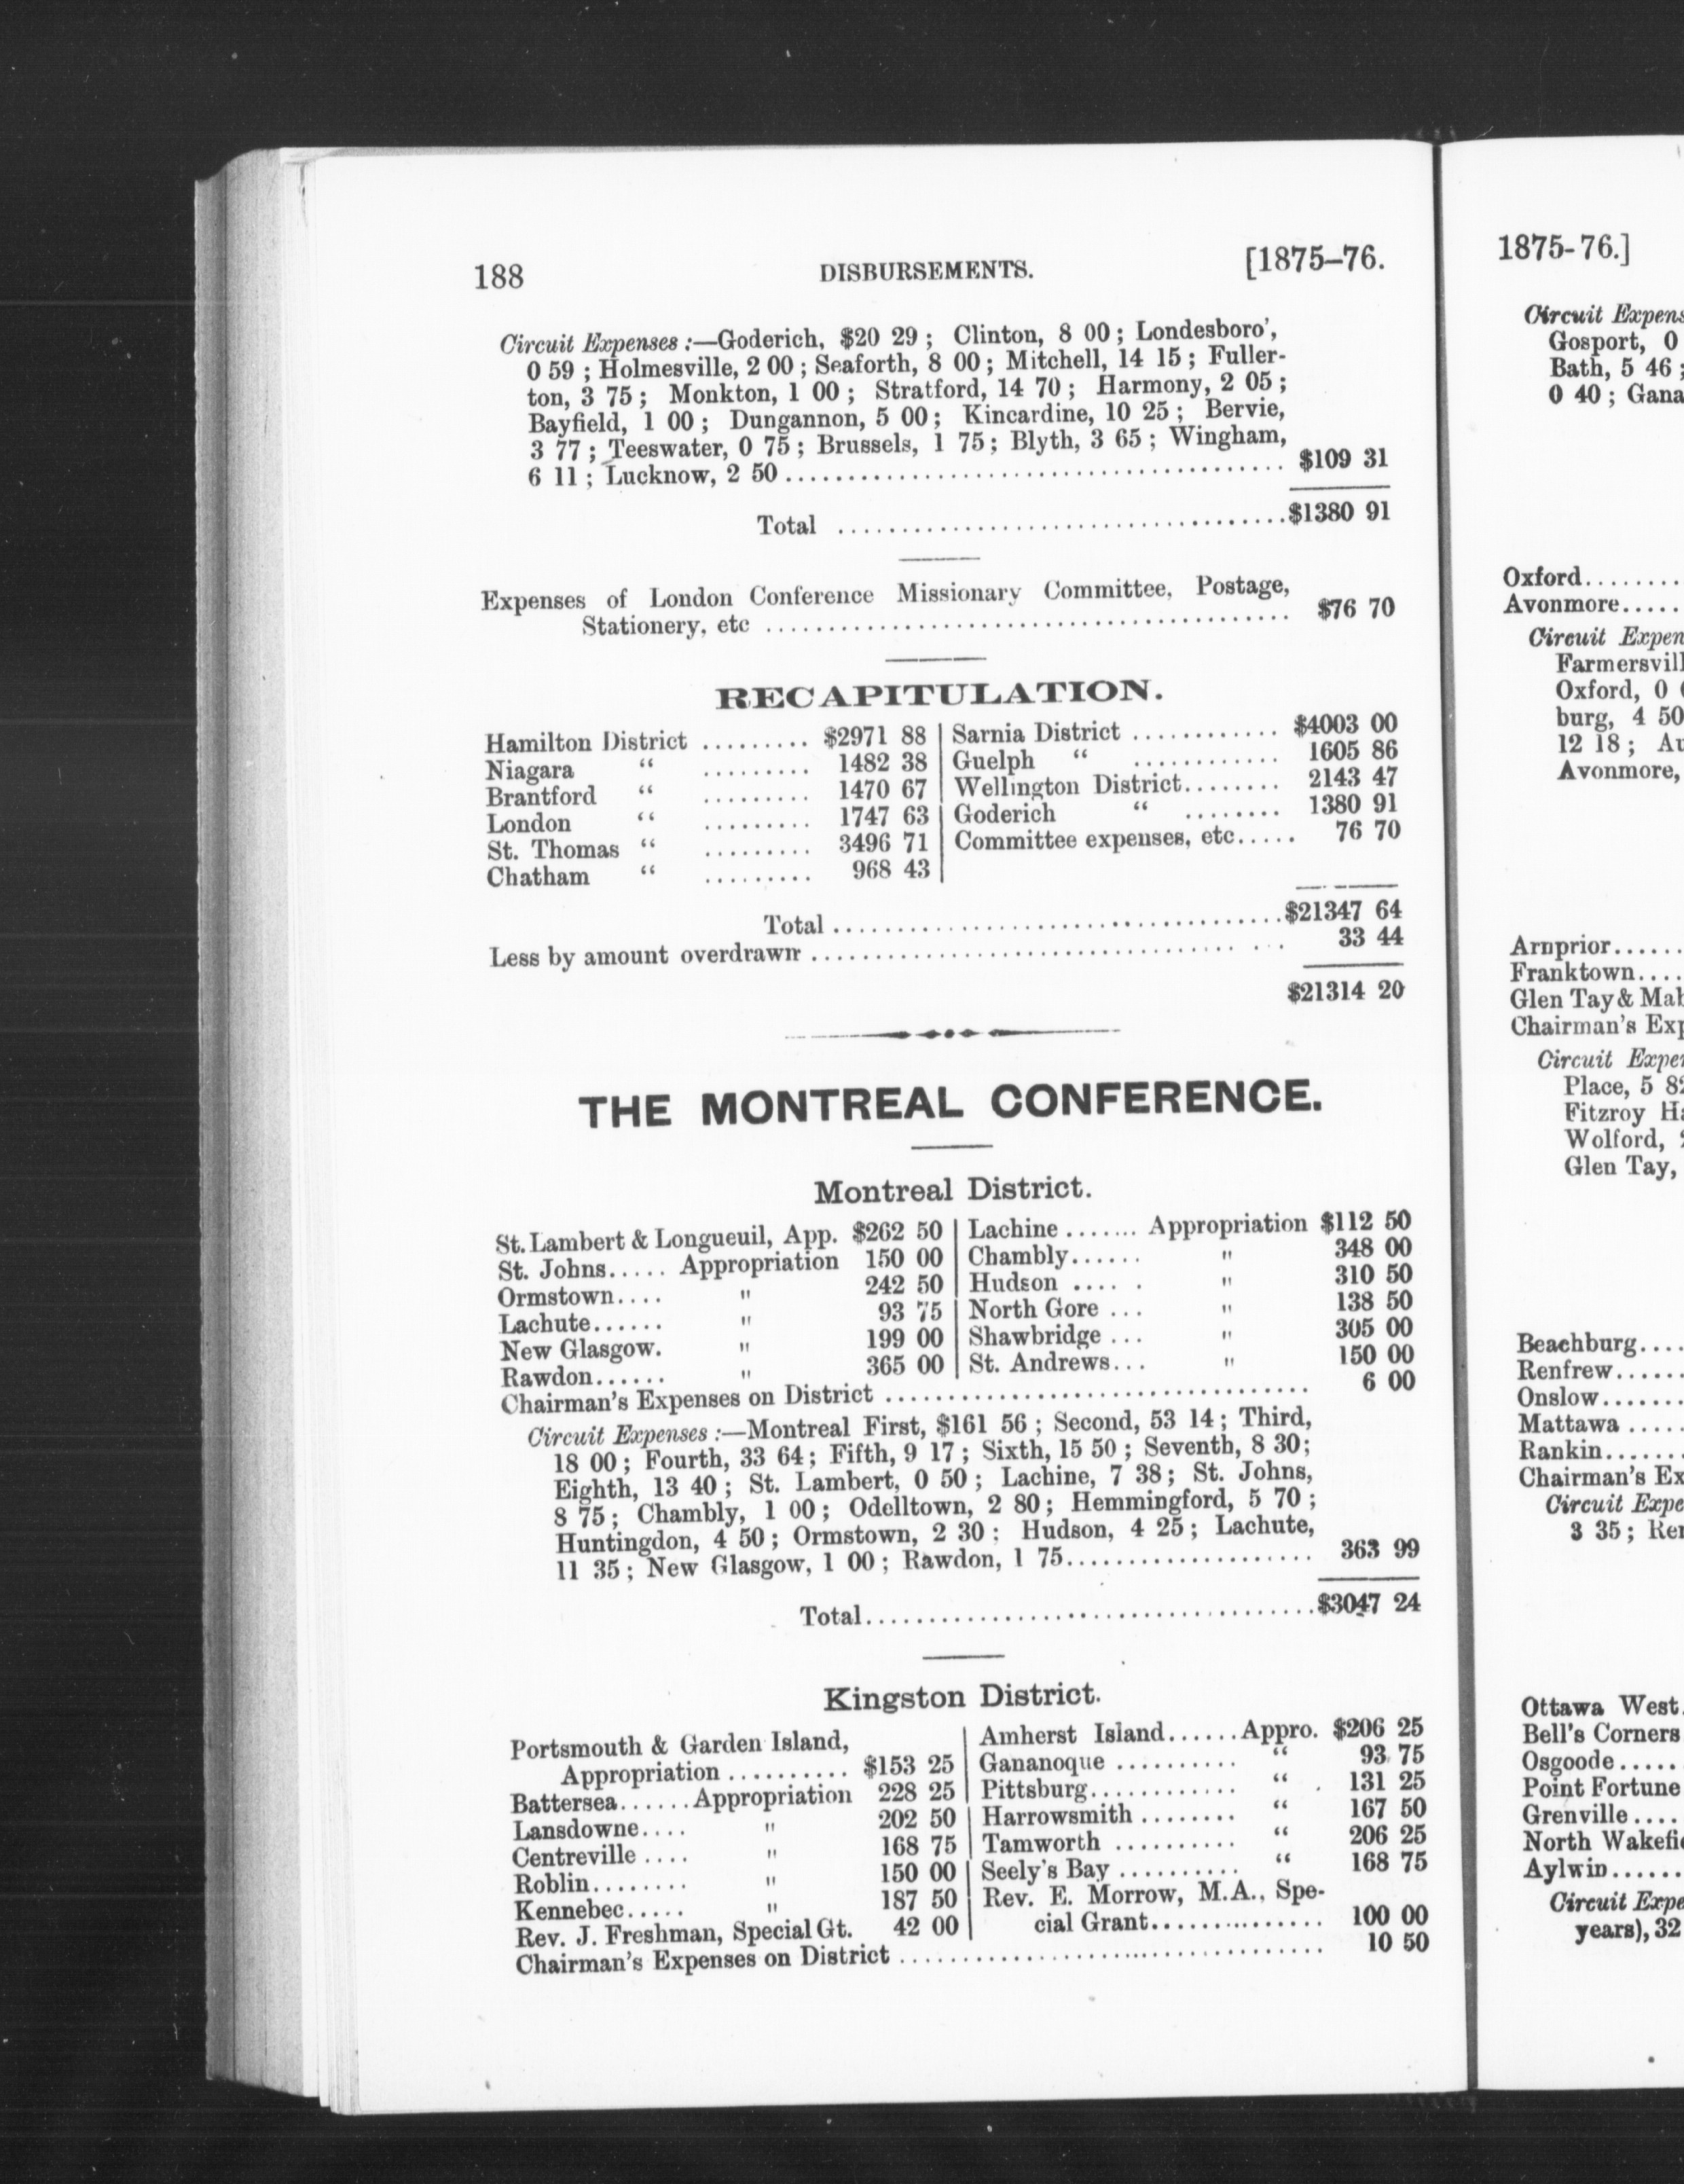 188 DISBURSEMENTS. [1875–76.
Circuit Expenses :—Goderich, $20 29 ; Clinton, 8 00 ; Londesboro',
0 59 ; Holmesville, 2 00 ; Seaforth, 8 00 ; Mitchell, 14 15 ; Fuller-
ton, 3 75 ; Monkton, 1 00 ; Stratford, 14 70 ; Harmony, 2 05 ;
Bayfield, 1 00 ; Dungannon, 5 00 ; Kincardine, 10 25 ; Bervie,
3 77 ; Teeswater, 0 75 ; Brussels, 1 75 ; Blyth, 3 65 ; Wingham,
6 11 ; Lucknow, 2 50 ........................................ $109 31
Total ....................................$1380 91
Expenses of London Conference Missionary Committee, Postage,
Stationery, etc .......................................... $76 70
RECAPITULATION.
Hamilton District ......... $2971 88
Niagara “ ......... 1482 38
Brantford “ ......... 1470 67
London “ ......... 1747 63
St. Thomas “ ......... 3496 71
Chatham “ ......... 968 43
Sarnia District ............ $4003 00
Guelph “ ............ 1605 86
Wellington District........ 2143 47
Goderich “ ........ 1380 91
Committee expenses, etc..... 76 70
Total ....................................$21347 64
Less by amount overdrawn ...................................... 33 44
$21314 20
THE MONTREAL CONFERENCE.
Montreal District.
St. Lambert & Longueuil, App. $262 50
St. Johns..... Appropriation 150 00
Ormstown.... " 242 50
Lachute...... " 93 75
New Glasgow. " 199 00
Rawdon...... " 365 00
Lachine ....... Appropriation $112 50
Chambly...... " 348 00
Hudson ..... . " 310 50
North Gore ... " 138 50
Shawbridge ... " 305 00
St. Andrews... " 150 00
Chairman's Expenses on District .................................. 6 00
Circuit Expenses :—Montreal First, $161 56 ; Second, 53 14 ; Third,
18 00 ; Fourth, 33 64 ; Fifth, 9 17 ; Sixth, 15 50 ; Seventh, 8 30 ;
Eighth, 13 40 ; St. Lambert, 0 50 ; Lachine, 7 38 ; St. Johns,
8 75 ; Chambly, 1 00 ; Odelltown, 2 80 ; Hemmingford, 5 70 ;
Huntingdon, 4 50 ; Ormstown, 2 30 ; Hudson, 4 25 ; Lachute,
11 35 ; New Glasgow, 1 00 ; Rawdon, 1 75.................... 363 99
Total....................................$3047 24
Kingston District.
Portsmouth & Garden Island,
Appropriation .......... $153 25
Battersea......Appropriation 228 25
Lansdowne.... " 202 50
Centreville .... " 168 75
Roblin........ " 150 00
Kennebec..... " 187 50
Rev. J. Freshman, Special Gt. 42 00
Amherst Island......Appro. $206 25
Gananoque .......... “ 93 75
Pittsburg............ “ 131 25
Harrowsmith ........ “ 167 50
Tamworth .......... “ 206 25
Seely's Bay .......... “ 168 75
Rev. E. Morrow, M.A., Spe-
cial Grant.............. 100 00
Chairman's Expenses on District .................................. 10 50
1875-76.]
Circuit Expens
Gosport, 0
Bath, 5 46 ;
0 40 ; Gana
Oxford........
Avonmore.....
Circuit Expen
Farmersvill
Oxford, 0
burg, 4 50
12 18 ; Au
Avonmore,
Arnprior......
Franktown....
Glen Tay & Mab
Chairman's Exp
Circuit Expen
Place, 5 82
Fitzroy Ha
Wolford,
Glen Tay,
Beachburg....
Renfrew......
Onslow.......
Mattawa .....
Rankin.......
Chairman's Ex
Circuit Expe
3 35 ; Ren
Ottawa West.
Bell's Corners
Osgoode.....
Point Fortune
Grenville ....
North Wakefie
Aylwin......
Circuit Expe
years), 32